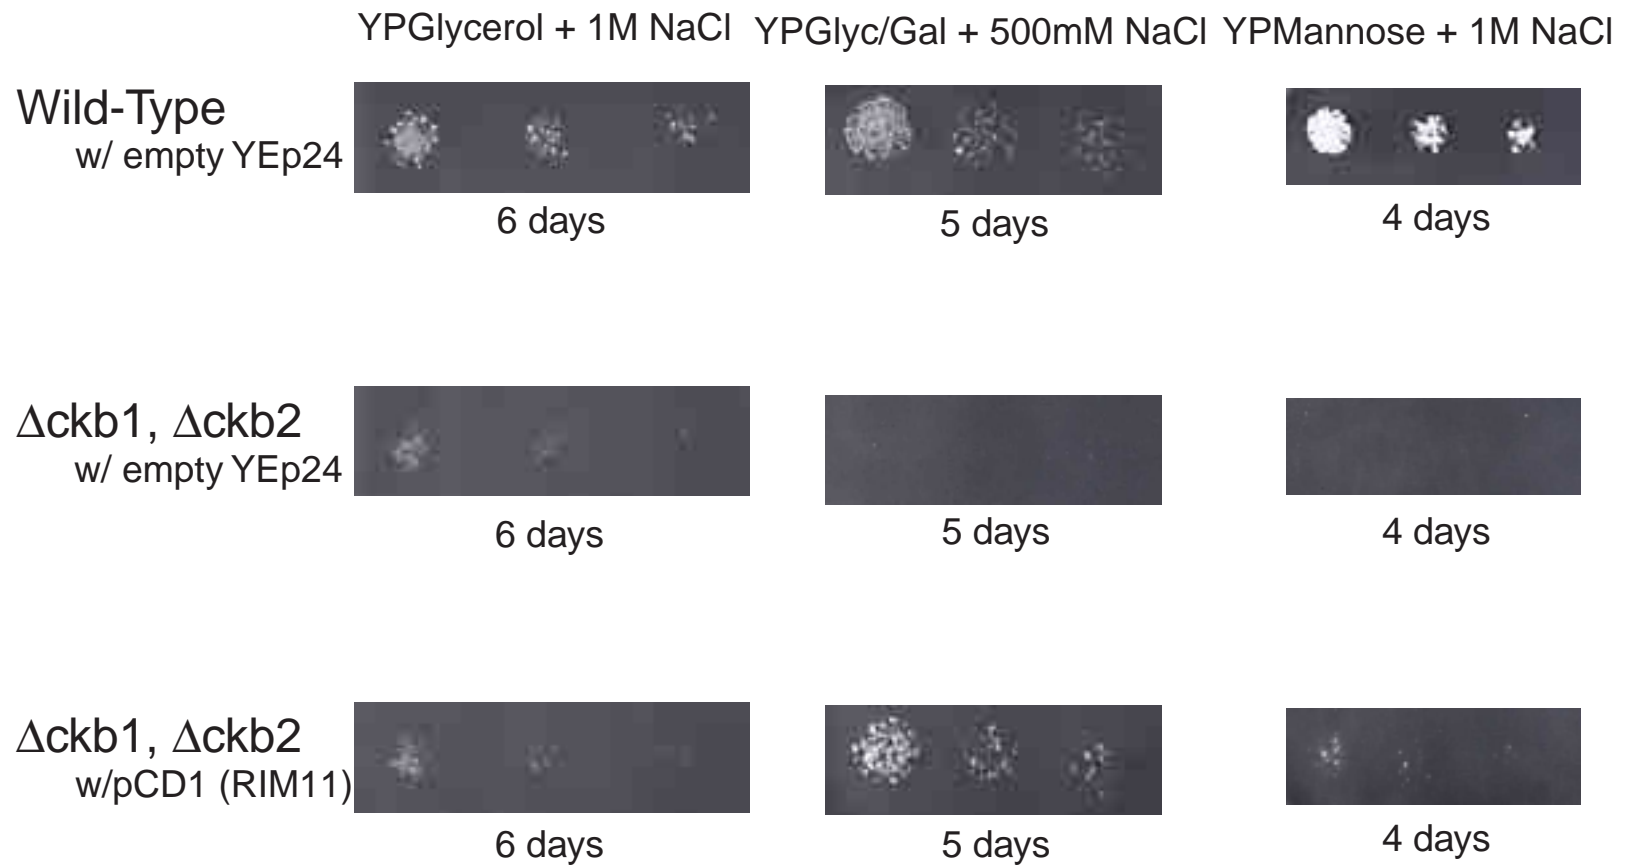 YPGlycerol + 1M NaCl YPGlyc/Gal + 500mM NaCl YPMannose + 1M NaCl
Wild-Type
w/ empty YEp24
6 days 5 days 4 days
Δckb1, Δckb2
w/ empty YEp24
6 days 5 days 4 days
Δckb1, Δckb2
w/pCD1 (RIM11)
6 days 5 days 4 days